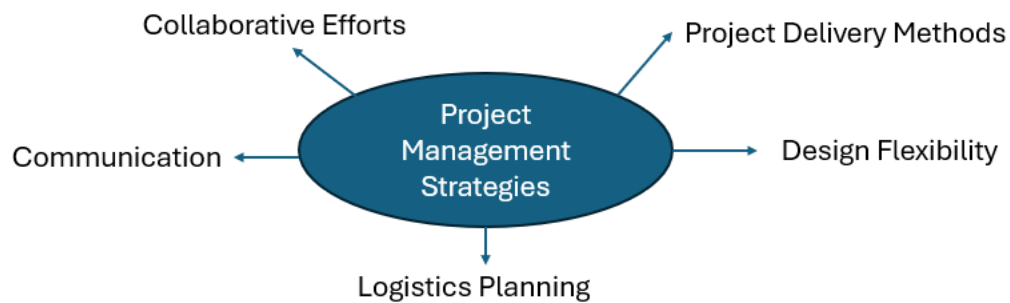 Collaborative Efforts
Project Delivery Methods
Project
Management
Strategies
Communication
Design Flexibility
Logistics Planning